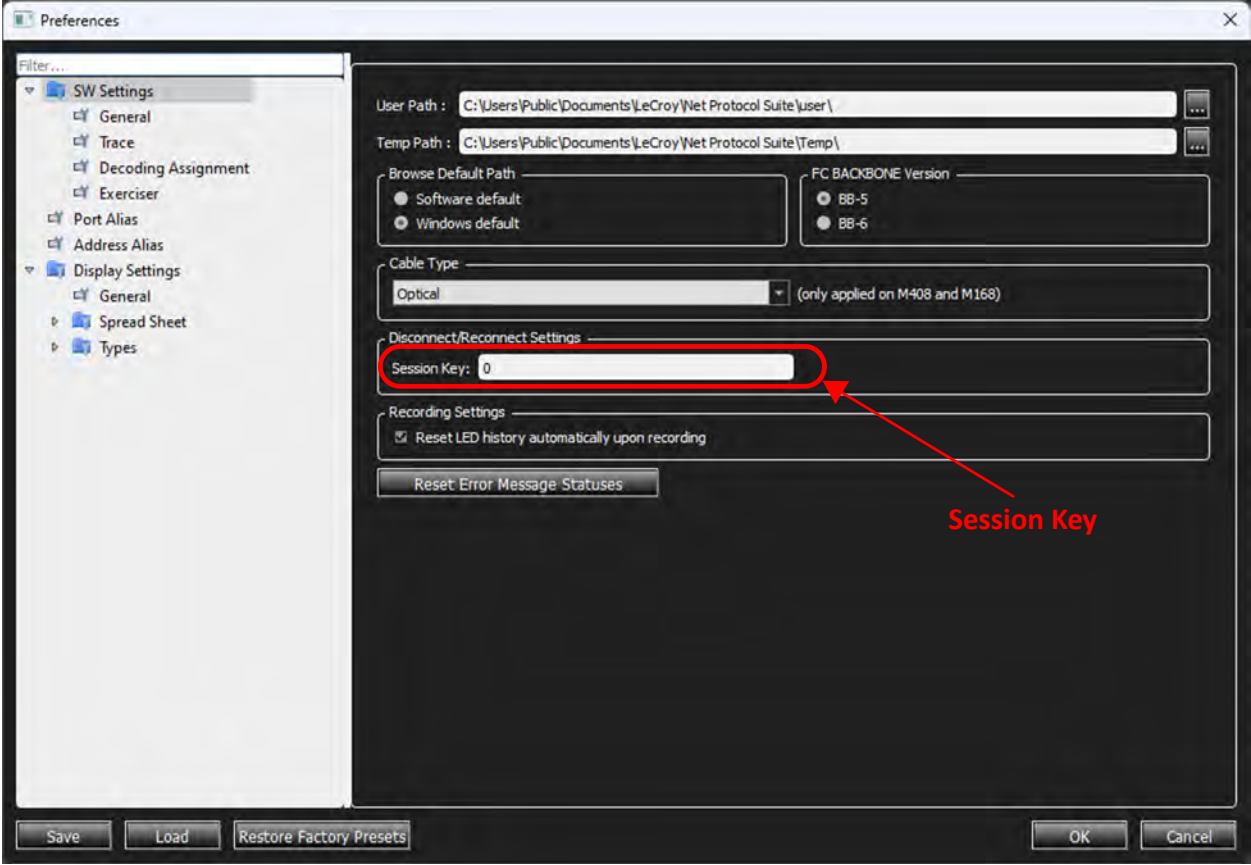 Preferences
Filter...
SW Settings
General
Trace
Decoding Assignment
Exerciser
Port Alias
Address Alias
Display Settings
General
Spread Sheet
Types
User Path : C:\Users\Public\Documents\LeCroy\Net Protocol Suite\user\ ...
Temp Path : C:\Users\Public\Documents\LeCroy\Net Protocol Suite\Temp\ ...
Browse Default Path
Software default
Windows default
FC BACKBONE Version
BB-5
BB-6
Cable Type
Optical (only applied on M408 and M168)
Disconnect/Reconnect Settings
Session Key: 0
Recording Settings
Reset LED history automatically upon recording
Reset Error Message Statuses
Session Key
Save Load Restore Factory Presets OK Cancel